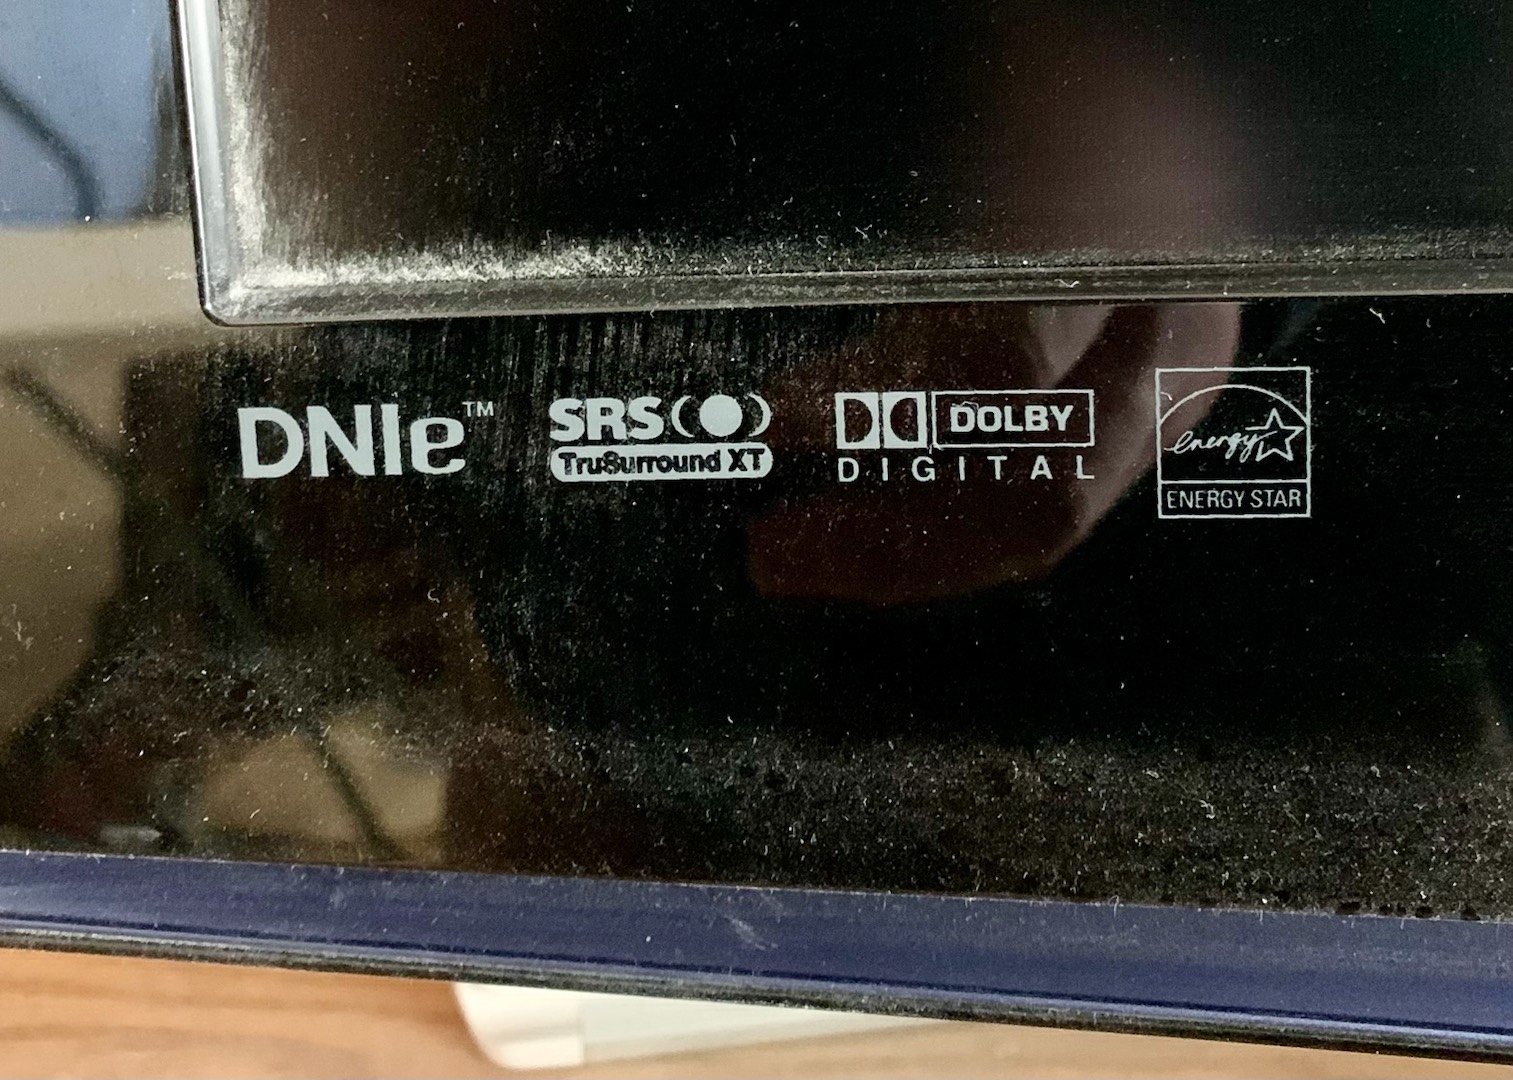 DNIe™
SRS
TruSurround XT
DOLBY
DIGITAL
energy
ENERGY STAR